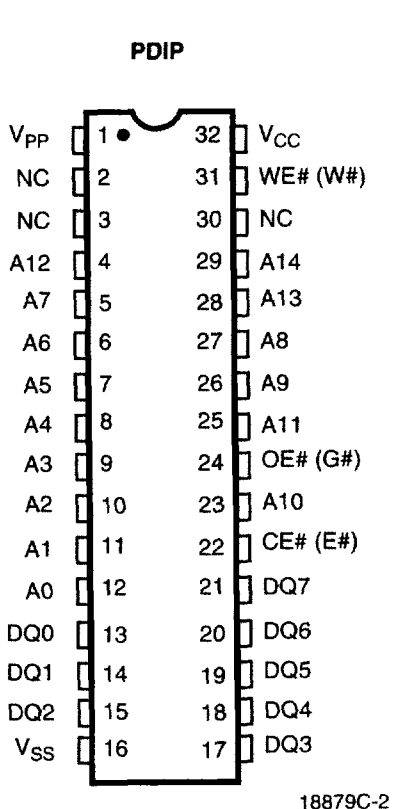 PDIP
VPP 1 32 VCC
NC 2 31 WE# (W#)
NC 3 30 NC
A12 4 29 A14
A7 5 28 A13
A6 6 27 A8
A5 7 26 A9
A4 8 25 A11
A3 9 24 OE# (G#)
A2 10 23 A10
A1 11 22 CE# (E#)
A0 12 21 DQ7
DQ0 13 20 DQ6
DQ1 14 19 DQ5
DQ2 15 18 DQ4
VSS 16 17 DQ3
18879C-2